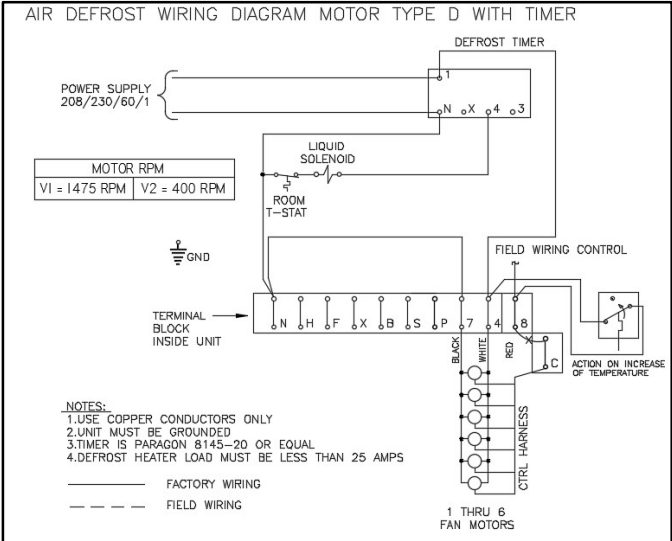 AIR DEFROST WIRING DIAGRAM MOTOR TYPE D WITH TIMER
DEFROST TIMER
POWER SUPPLY
208/230/60/1
1
N X 4 3
LIQUID
SOLENOID
MOTOR RPM
V1 = 1475 RPM V2 = 400 RPM
ROOM
T-STAT
GND
FIELD WIRING CONTROL
TERMINAL
BLOCK
INSIDE UNIT
N H F X B S P 7 4 8
BLACK
WHITE
RED
X
C
ACTION ON INCREASE
OF TEMPERATURE
CTRL HARNESS
NOTES:
1.USE COPPER CONDUCTORS ONLY
2.UNIT MUST BE GROUNDED
3.TIMER IS PARAGON 8145-20 OR EQUAL
4.DEFROST HEATER LOAD MUST BE LESS THAN 25 AMPS
FACTORY WIRING
FIELD WIRING
1 THRU 6
FAN MOTORS